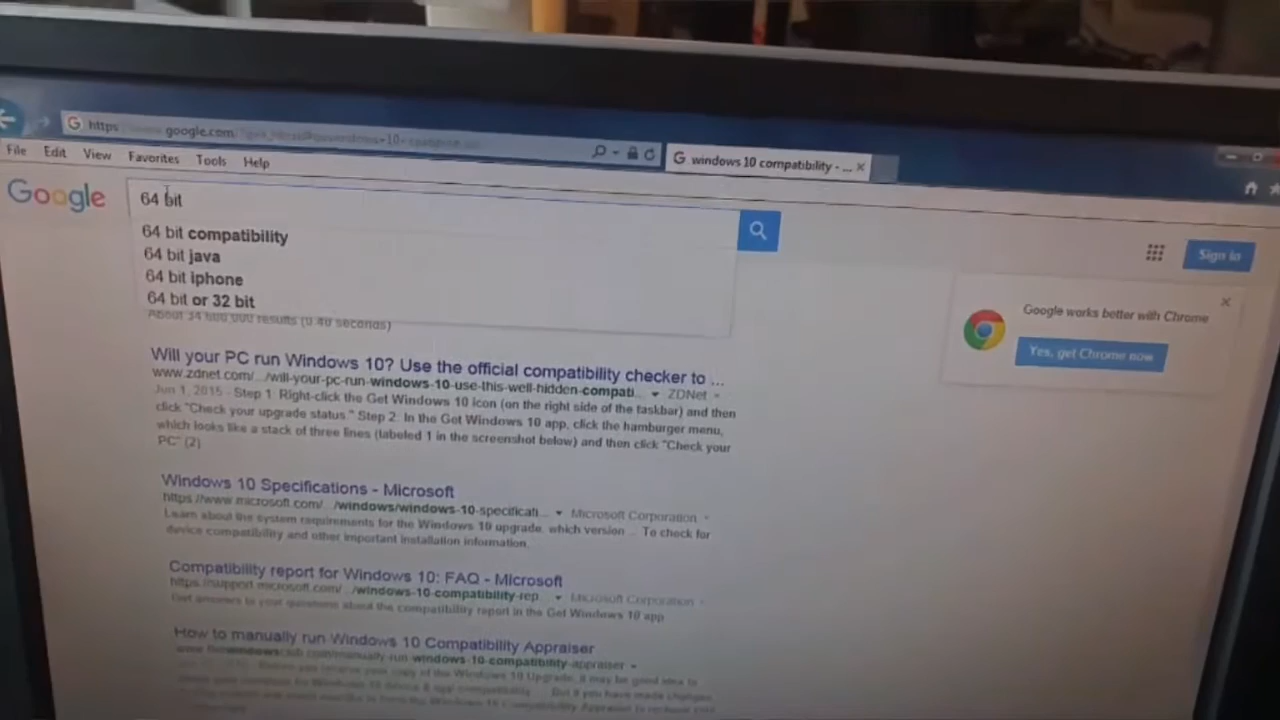 https google.com
windows 10 compatibility - ...
File Edit View Favorites Tools Help
Google
64 bit
64 bit compatibility
64 bit java
64 bit iphone
64 bit or 32 bit
Sign in
Google works better with Chrome
Yes, get Chrome now
About results (0.40 seconds)
Will your PC run Windows 10? Use the official compatibility checker to ...
www.zdnet.com/.../will-your-pc-run-windows-10-use-this-well-hidden-compati... ZDNet
Jun 1, 2015 - Step 1: Right-click the Get Windows 10 icon (on the right side of the taskbar) and then
click "Check your upgrade status." Step 2: In the Get Windows 10 app, click the hamburger menu,
which looks like a stack of three lines (labeled 1 in the screenshot below) and then click "Check your
PC" (2)
Windows 10 Specifications - Microsoft
https://www.microsoft.com/.../windows/windows-10-specificati... Microsoft Corporation
Learn about the system requirements for the Windows 10 upgrade, which version ... To check for
device compatibility and other important installation information.
Compatibility report for Windows 10: FAQ - Microsoft
https://support.microsoft.com/.../windows-10-compatibility-rep... Microsoft Corporation
Get answers to your questions about the compatibility report in the Get Windows 10 app
How to manually run Windows 10 Compatibility Appraiser
windows-10-compatibility-appraiser